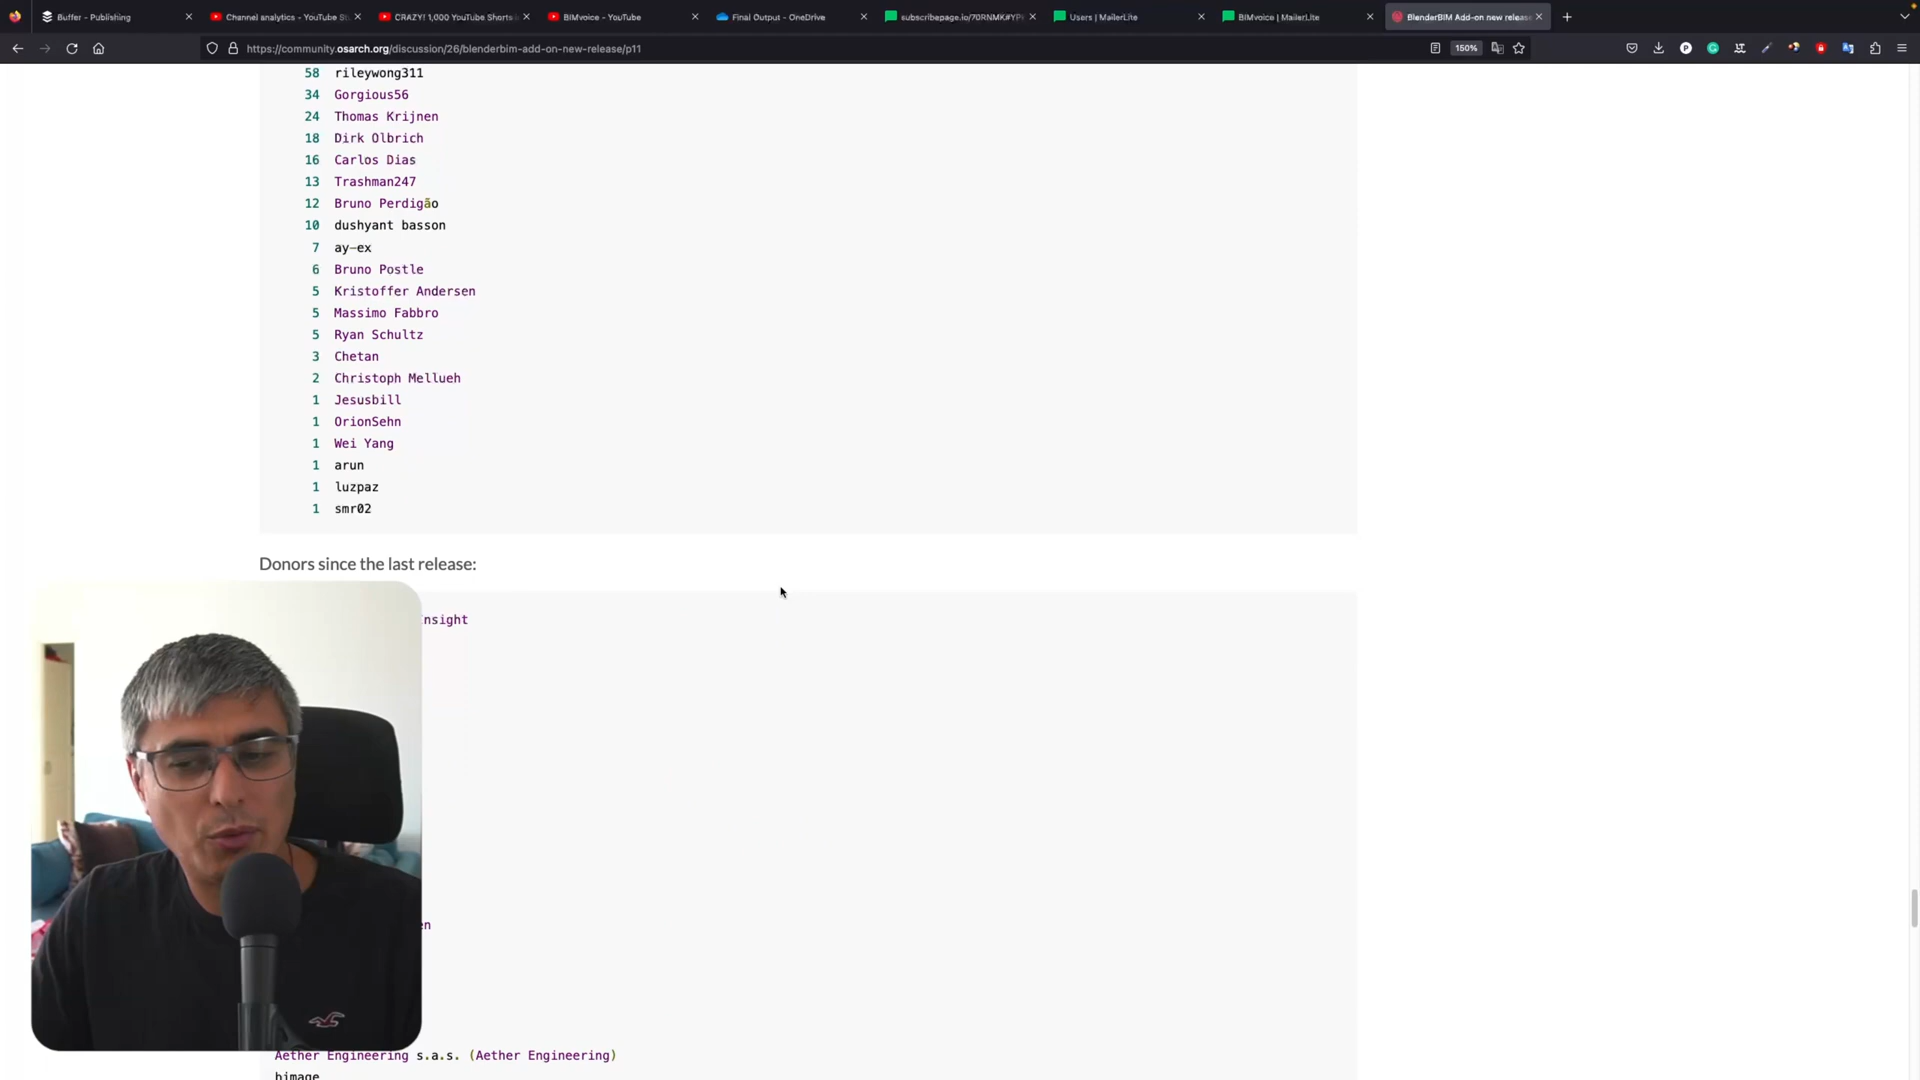 Buffer - Publishing
Channel analytics - YouTube St
CRAZY! 1,000 YouTube Shorts
BIMvoice - YouTube
Final Output - OneDrive
subscribepage.io/70RNMK#YP
Users | MailerLite
BIMvoice | MailerLite
BlenderBIM Add-on new releas
https://community.osarch.org/discussion/26/blenderbim-add-on-new-release/p11
150%
58 rileywong311
34 Gorgious56
24 Thomas Krijnen
18 Dirk Olbrich
16 Carlos Dias
13 Trashman247
12 Bruno Perdigão
10 dushyant basson
7 ay-ex
6 Bruno Postle
5 Kristoffer Andersen
5 Massimo Fabbro
5 Ryan Schultz
3 Chetan
2 Christoph Mellueh
1 Jesusbill
1 OrionSehn
1 Wei Yang
1 arun
1 luzpaz
1 smr02
Donors since the last release:
Insight
en
Aether Engineering s.a.s. (Aether Engineering)
bimage